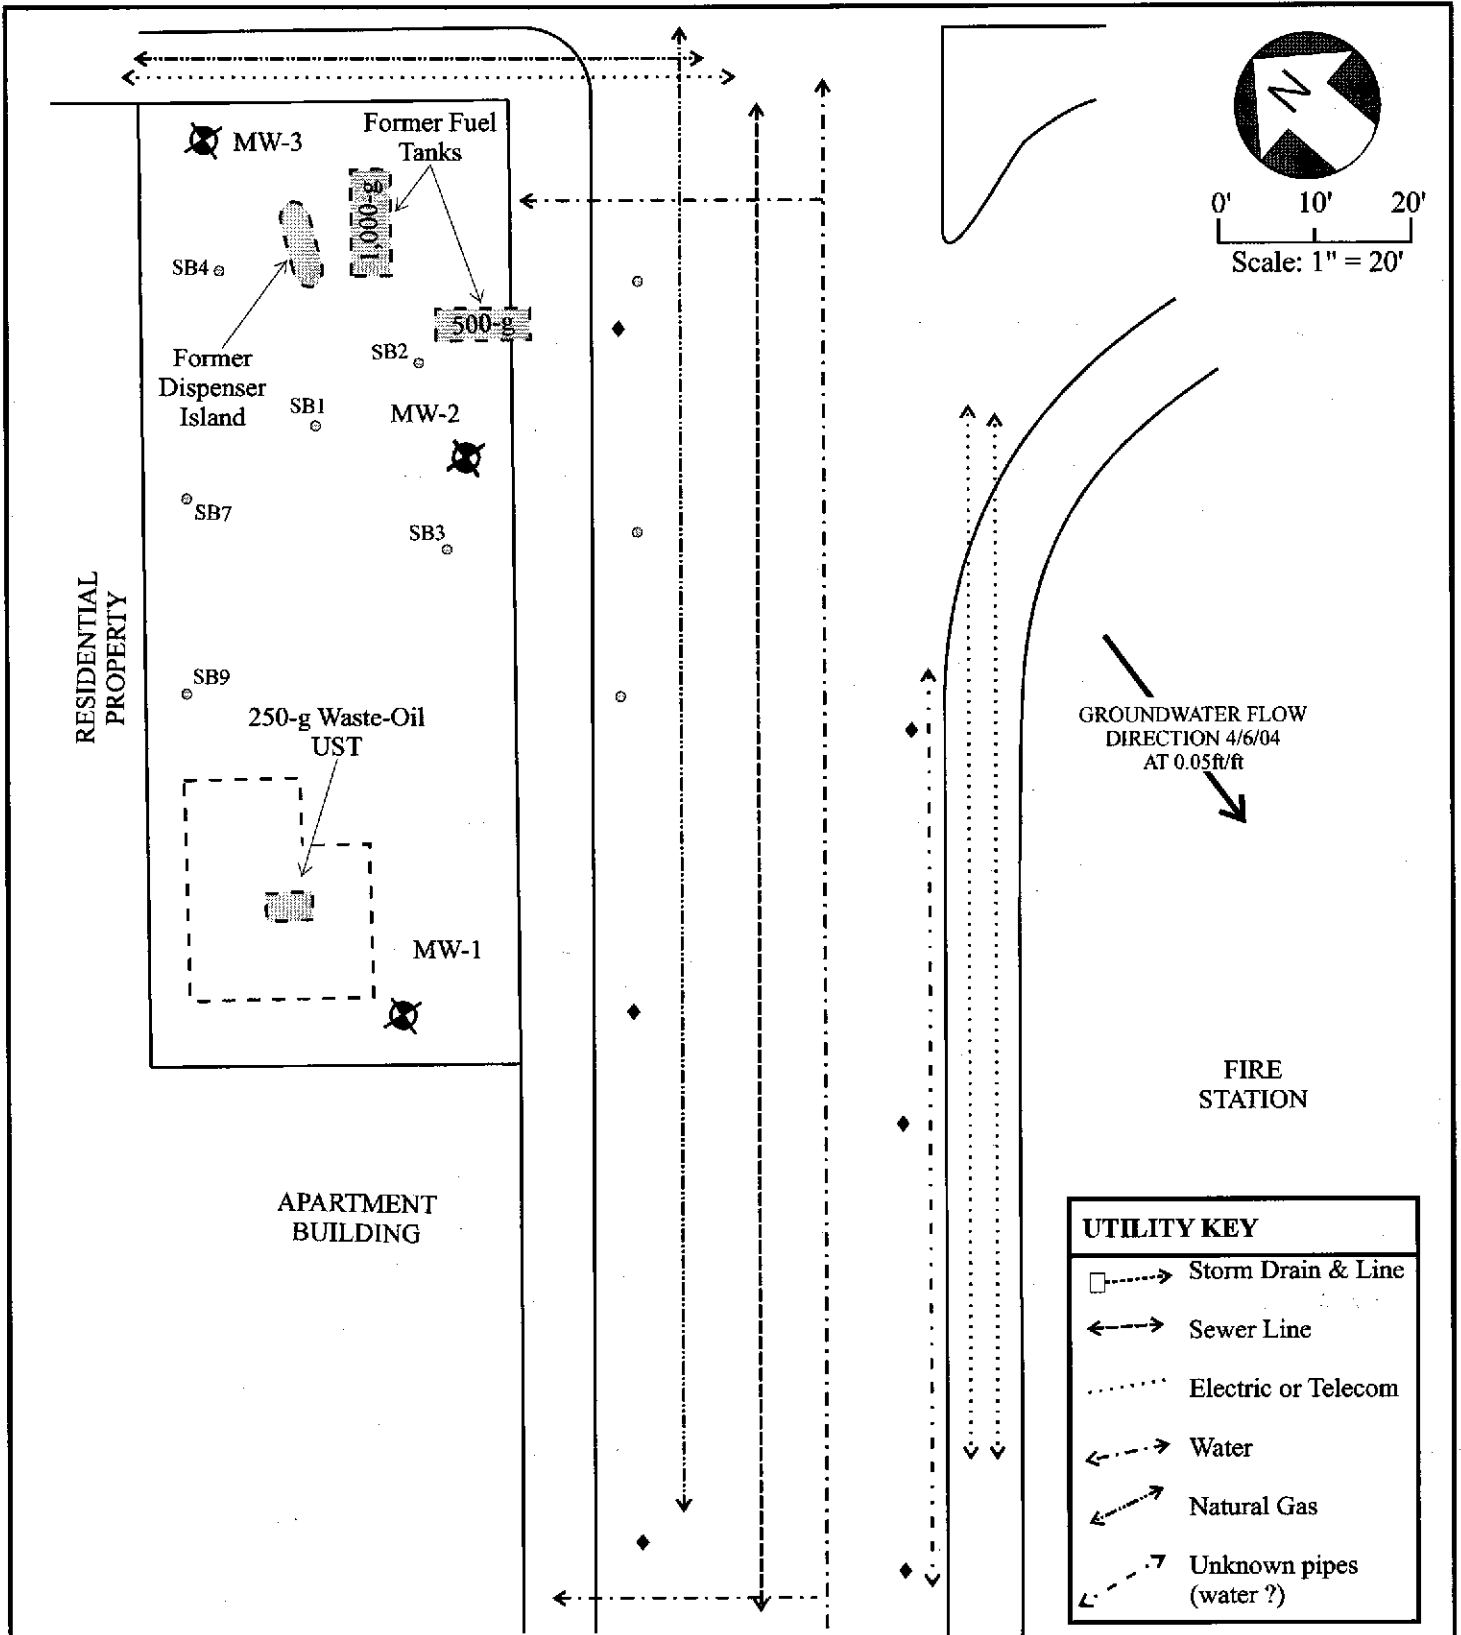 N
0' 10' 20'
Scale: 1" = 20'
MW-3
Former Fuel
Tanks
1,000-g
SB4
500-g
Former
Dispenser
Island
SB2
SB1
MW-2
SB7
SB3
RESIDENTIAL
PROPERTY
SB9
250-g Waste-Oil
UST
GROUNDWATER FLOW
DIRECTION 4/6/04
AT 0.05ft/ft
MW-1
FIRE
STATION
APARTMENT
BUILDING
UTILITY KEY
Storm Drain & Line
Sewer Line
Electric or Telecom
Water
Natural Gas
Unknown pipes
(water ?)